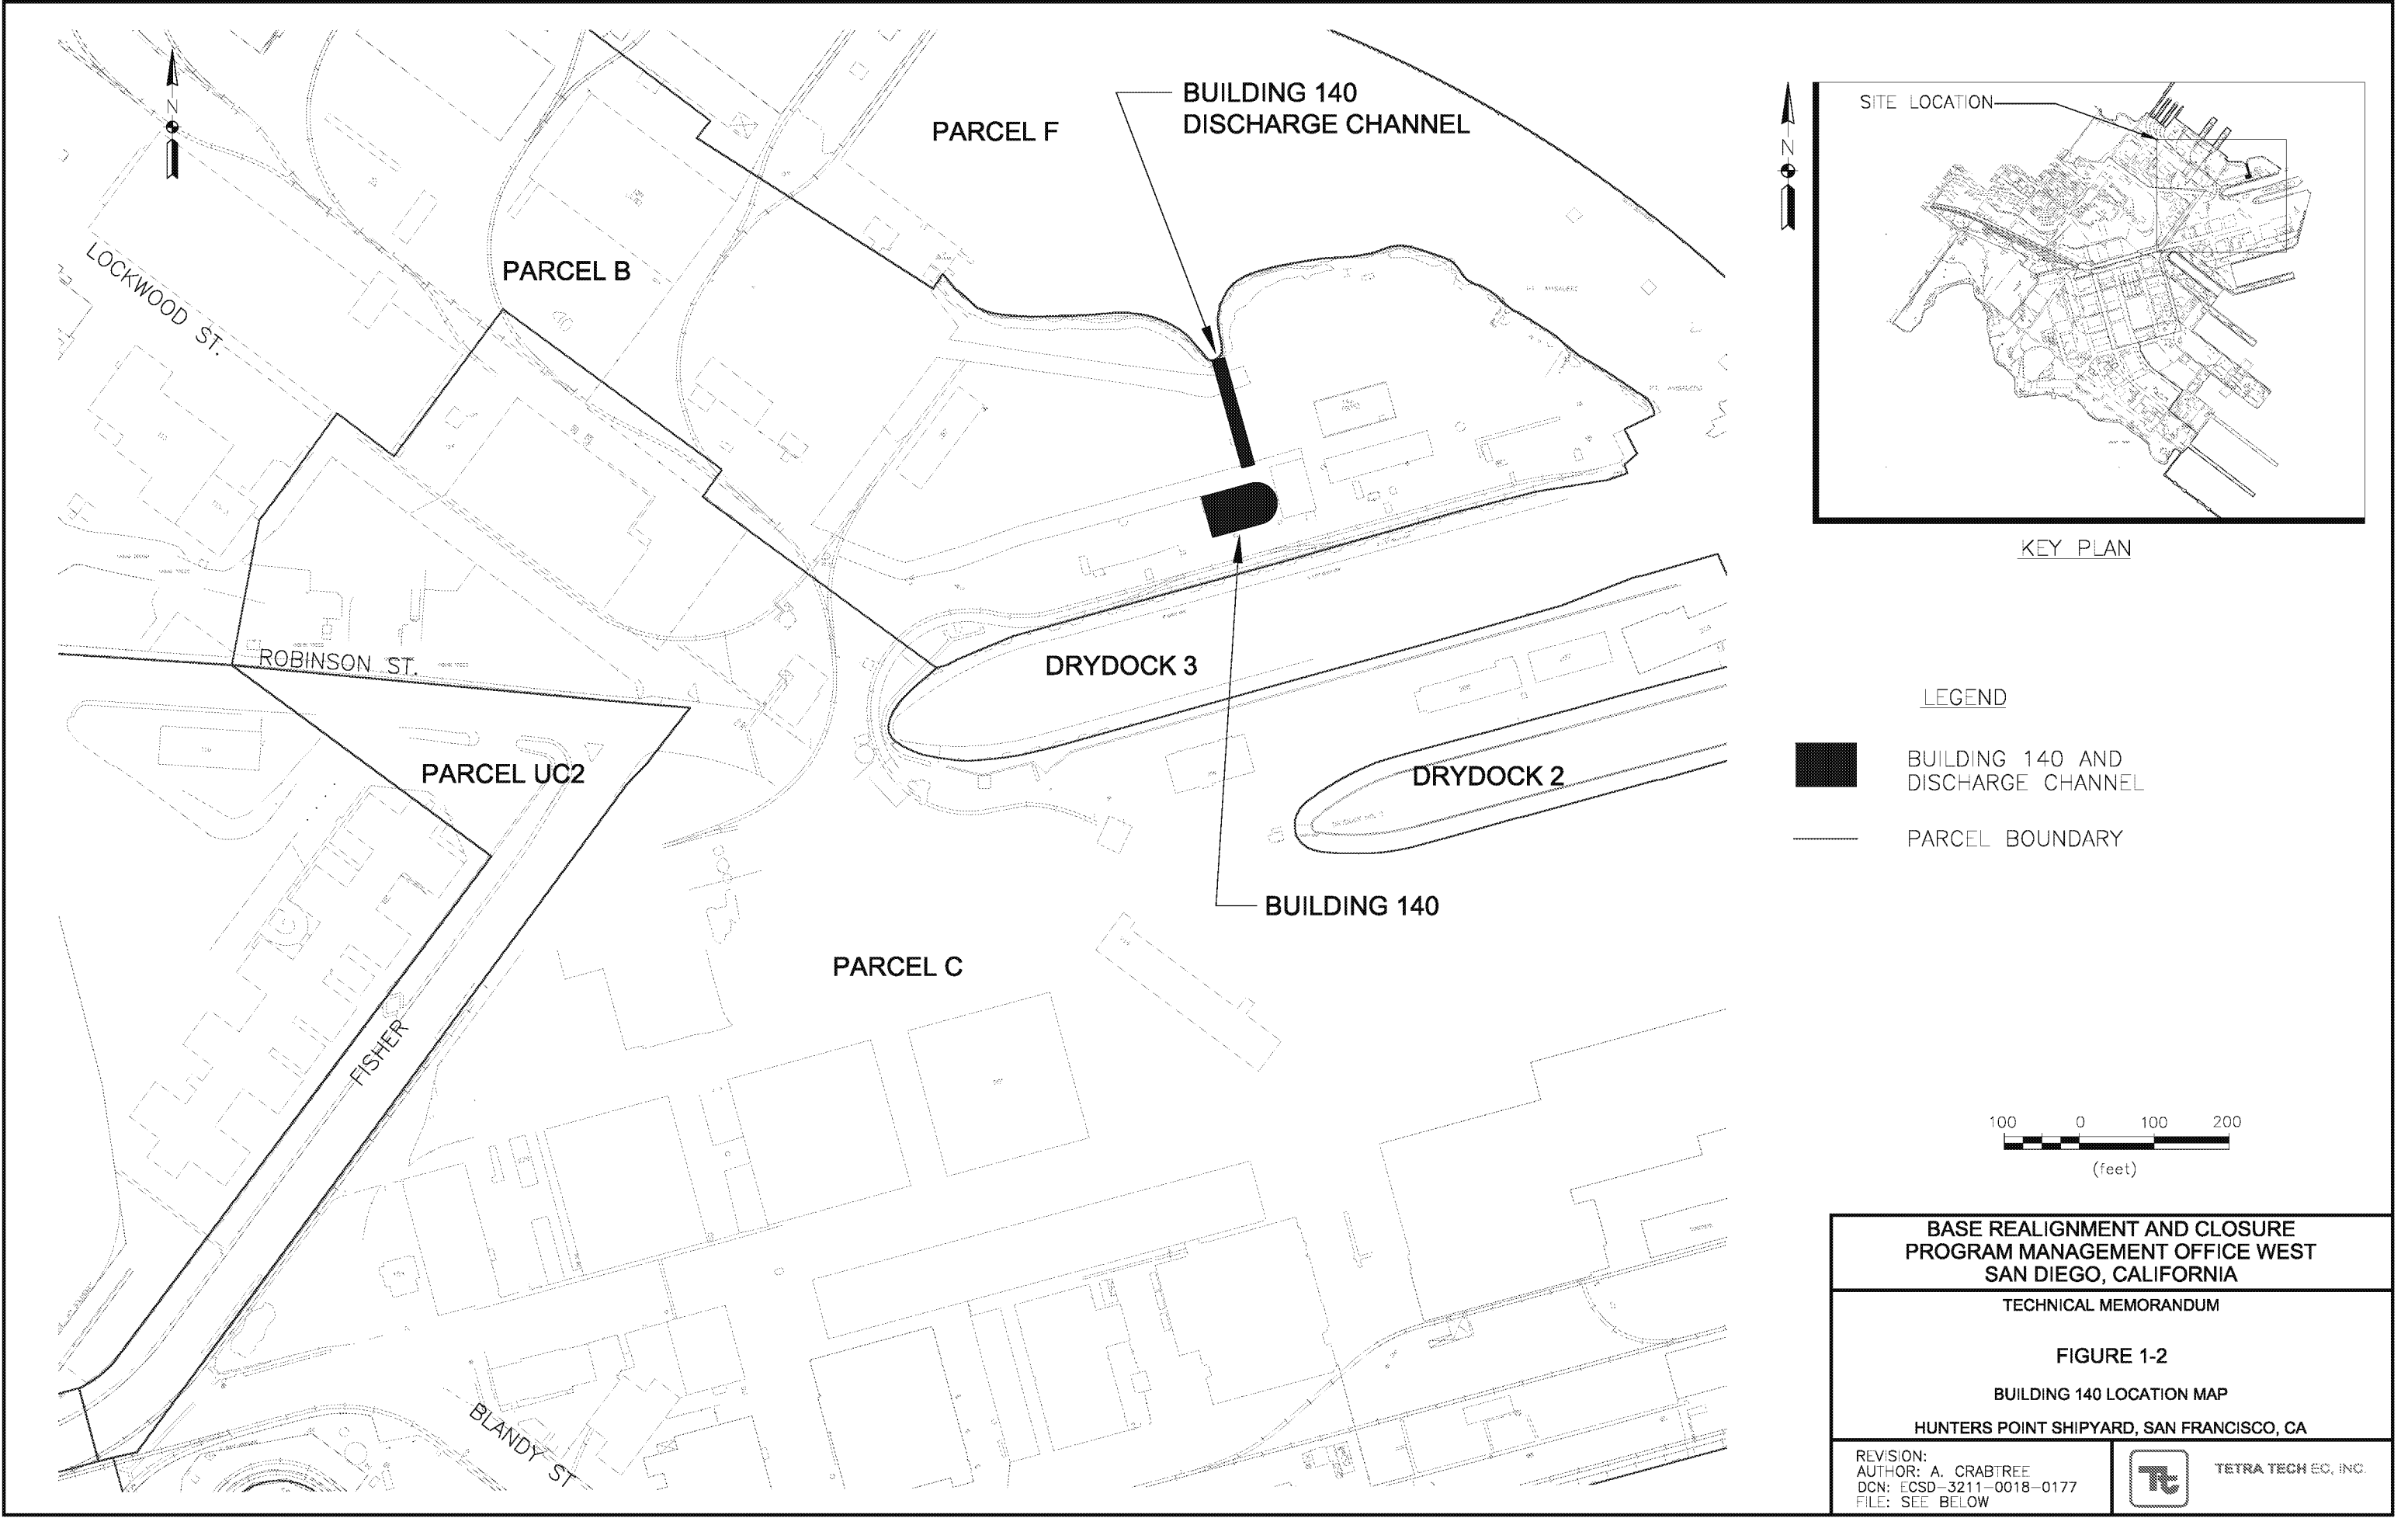 N
PARCEL F
BUILDING 140
DISCHARGE CHANNEL
N
SITE LOCATION
KEY PLAN
LOCKWOOD ST.
PARCEL B
ROBINSON ST.
DRYDOCK 3
PARCEL UC2
DRYDOCK 2
BUILDING 140
PARCEL C
FISHER
BLANDY ST
LEGEND
BUILDING 140 AND
DISCHARGE CHANNEL
PARCEL BOUNDARY
100 0 100 200
(feet)
BASE REALIGNMENT AND CLOSURE
PROGRAM MANAGEMENT OFFICE WEST
SAN DIEGO, CALIFORNIA
TECHNICAL MEMORANDUM
FIGURE 1-2
BUILDING 140 LOCATION MAP
HUNTERS POINT SHIPYARD, SAN FRANCISCO, CA
REVISION:
AUTHOR: A. CRABTREE
DCN: ECSD-3211-0018-0177
FILE: SEE BELOW
Tt
TETRA TECH EC, INC.